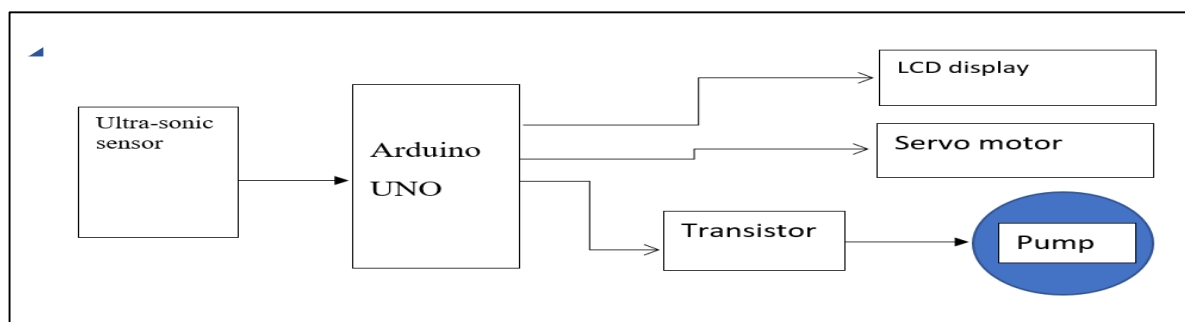 Ultra-sonic
sensor
Arduino
UNO
LCD display
Servo motor
Transistor
Pump